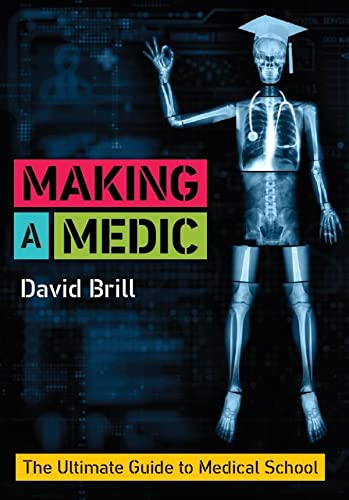 MAKING
A MEDIC
David Brill
The Ultimate Guide to Medical School